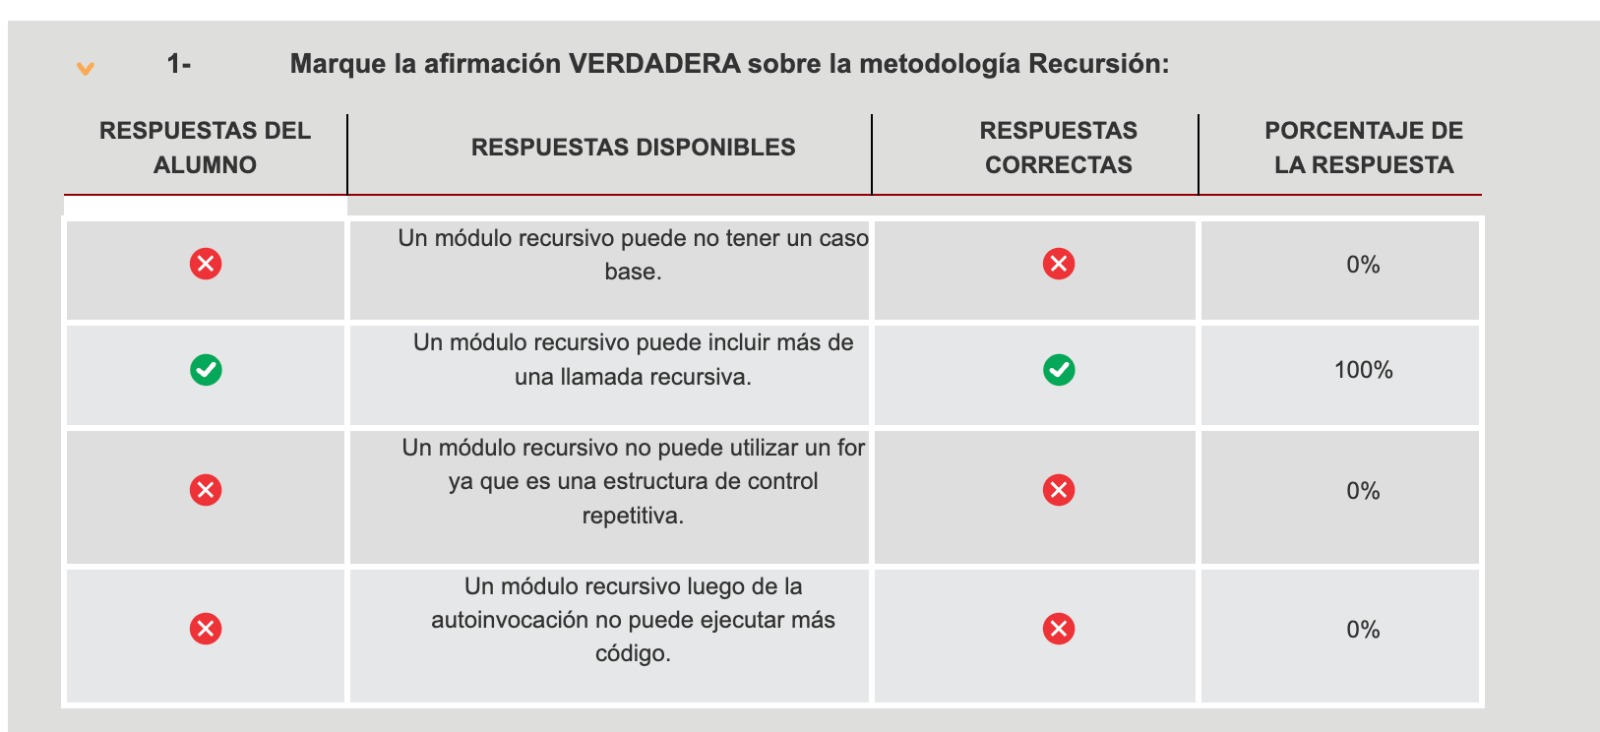 1- Marque la afirmación VERDADERA sobre la metodología Recursión:
RESPUESTAS DEL
ALUMNO
RESPUESTAS DISPONIBLES
RESPUESTAS
CORRECTAS
PORCENTAJE DE
LA RESPUESTA
Un módulo recursivo puede no tener un caso
base.
0%
Un módulo recursivo puede incluir más de
una llamada recursiva.
100%
Un módulo recursivo no puede utilizar un for
ya que es una estructura de control
repetitiva.
0%
Un módulo recursivo luego de la
autoinvocación no puede ejecutar más
código.
0%